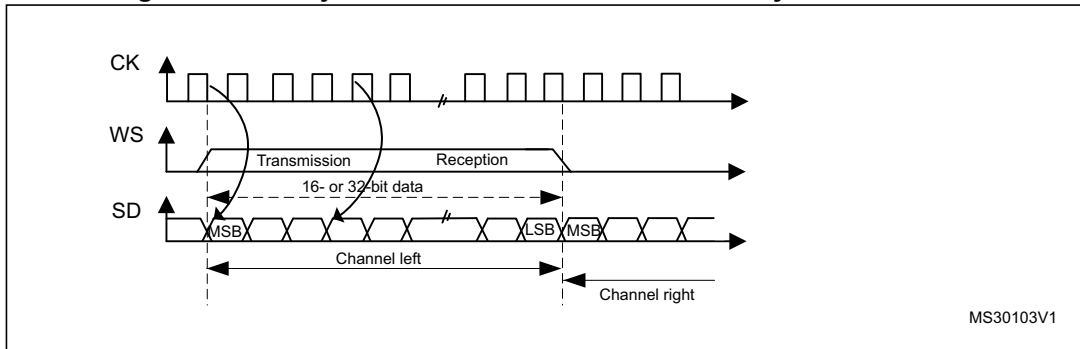 CK
WS
Transmission Reception
16- or 32-bit data
SD
MSB LSB MSB
Channel left
Channel right
MS30103V1